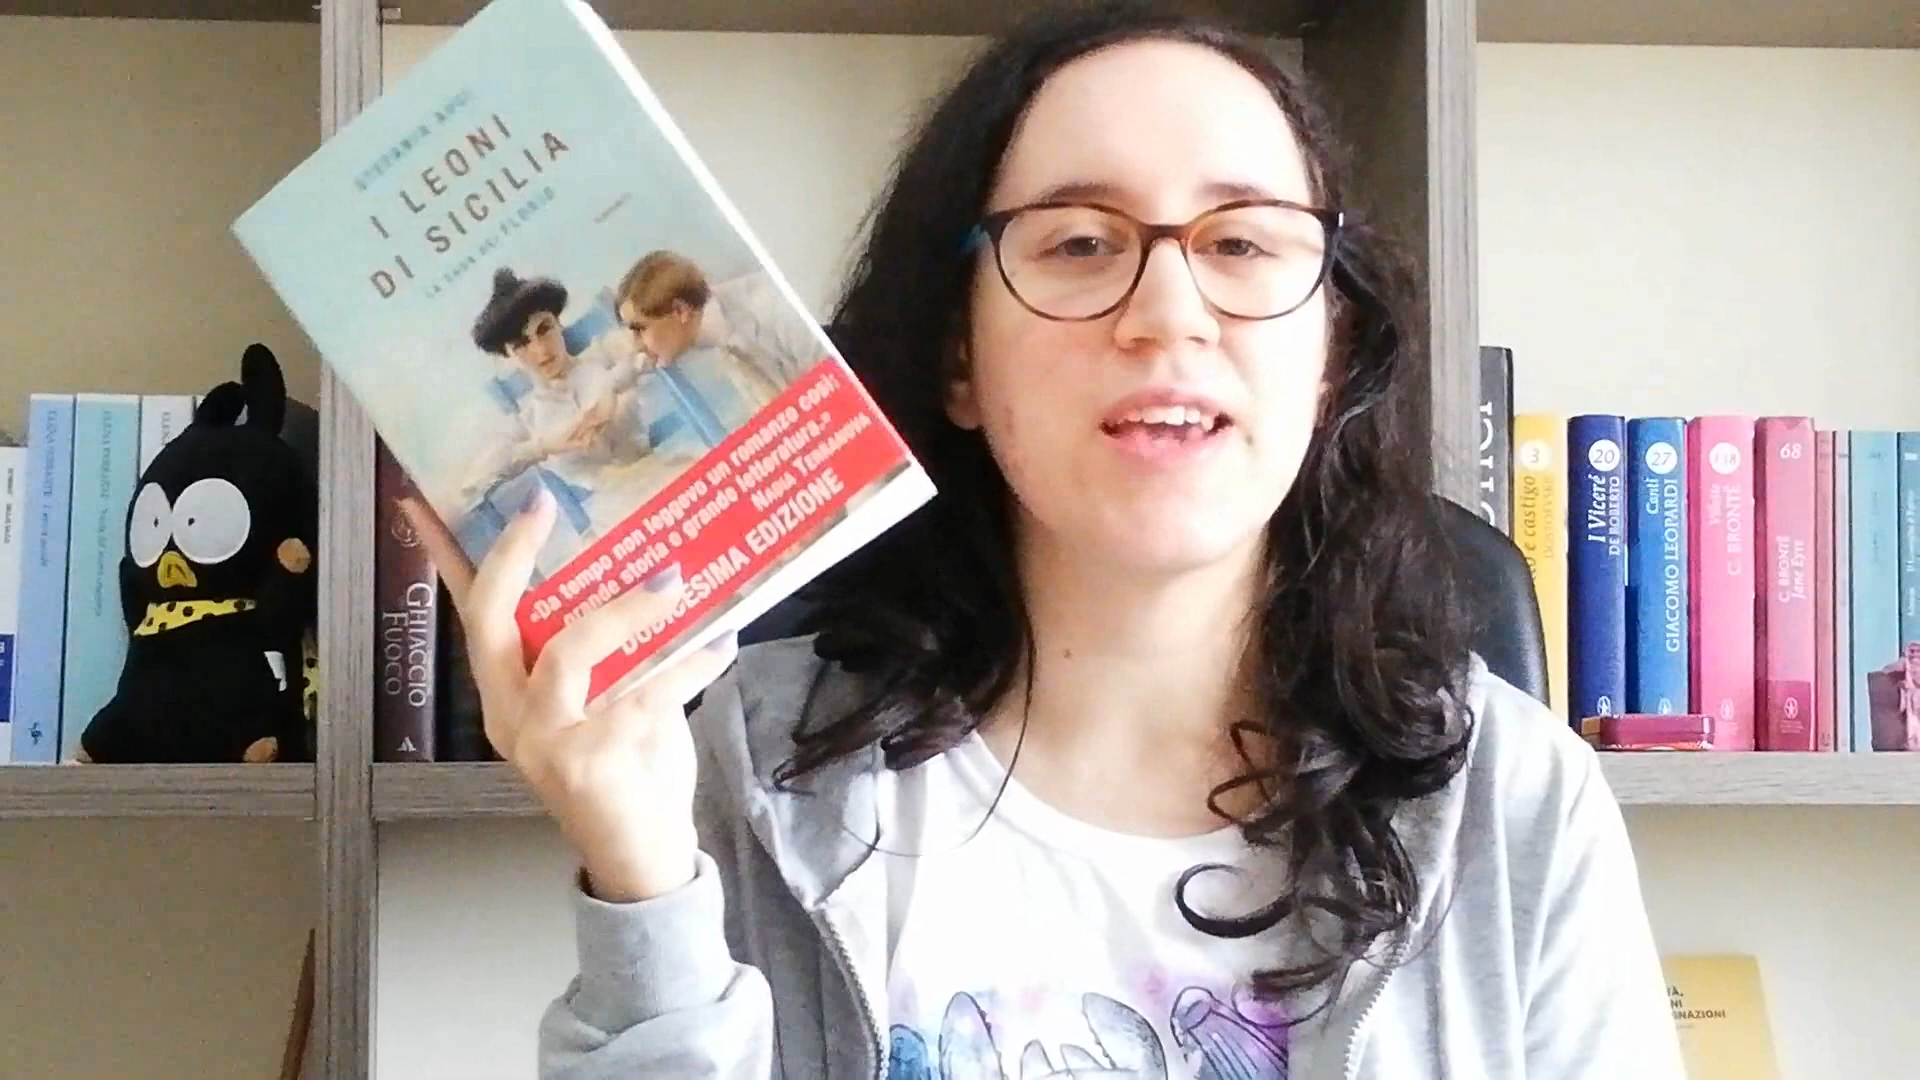 STEFANIA AUCI
I LEONI
DI SICILIA
LA SAGA DEI FLORIO
«Da tempo non leggevo un romanzo così:
grande storia e grande letteratura.»
NADIA TERRANOVA
DODICESIMA EDIZIONE
GHIACCIO
FUOCO
3
e castigo
DOSTOEVSKIJ
20
I Viceré
DE ROBERTO
27
Canti
GIACOMO LEOPARDI
118
Villette
C. BRONTË
68
C. BRONTË
Jane Eyre